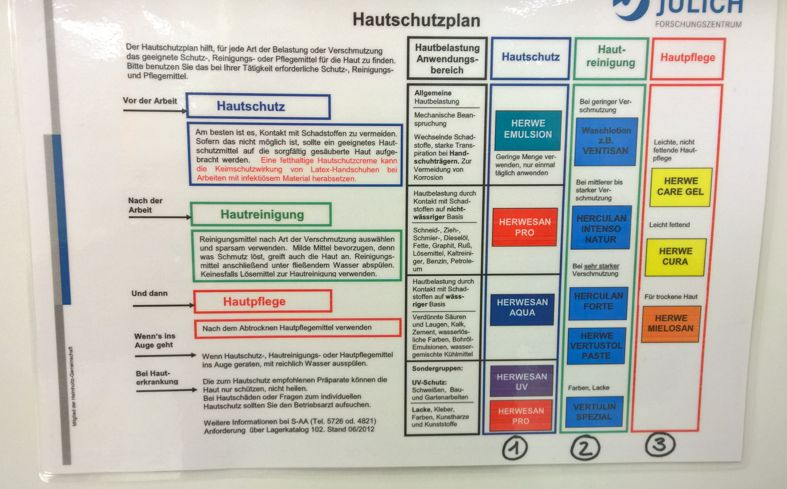 JÜLICH
FORSCHUNGSZENTRUM
Hautschutzplan
Der Hautschutzplan hilft, für jede Art der Belastung oder Verschmutzung
das geeignete Schutz-, Reinigungs- oder Pflegemittel für die Haut zu finden.
Bitte benutzen Sie das bei Ihrer Tätigkeit erforderliche Schutz-, Reinigungs-
und Pflegemittel.
Vor der Arbeit
Hautschutz
Am besten ist es, Kontakt mit Schadstoffen zu vermeiden.
Sofern das nicht möglich ist, sollte ein geeignetes Haut-
schutzmittel auf die sorgfältig gesäuberte Haut aufge-
bracht werden. Eine fetthaltige Hautschutzcreme kann
die Keimschutzwirkung von Latex-Handschuhen bei
Arbeiten mit infektiösem Material herabsetzen.
Nach der
Arbeit
Hautreinigung
Reinigungsmittel nach Art der Verschmutzung auswählen
und sparsam verwenden. Milde Mittel bevorzugen, denn
was Schmutz löst, greift auch die Haut an. Reinigungs-
mittel anschließend unter fließendem Wasser abspülen.
Keinesfalls Lösemittel zur Hautreinigung verwenden.
Und dann
Hautpflege
Nach dem Abtrocknen Hautpflegemittel verwenden
Wenn's ins
Auge geht
Wenn Hautschutz-, Hautreinigungs- oder Hautpflegemittel
ins Auge geraten, mit reichlich Wasser ausspülen.
Bei Haut-
erkrankung
Die zum Hautschutz empfohlenen Präparate können die
Haut nur schützen, nicht heilen.
Bei Hautschäden oder Fragen zum individuellen
Hautschutz sollten Sie den Betriebsarzt aufsuchen.
Weitere Informationen bei S-AA (Tel. 5726 od. 4821)
Anforderung über Lagerkatalog 102. Stand 06/2012
Mitglied der Helmholtz-Gemeinschaft
Hautbelastung
Anwendungs-
bereich
Allgemeine
Hautbelastung
Mechanische Bean-
spruchung
Wechselnde Schad-
stoffe, starke Trans-
piration bei Hand-
schuhträgern. Zur
Vermeidung von
Korrosion
Hautbelastung durch
Kontakt mit Schad-
stoffen auf nicht-
wässriger Basis
Schneid-, Zieh-,
Schmier-, Dieselöl,
Fette, Graphit, Ruß,
Lösemittel, Kaltreini-
ger, Benzin, Petrole-
um
Hautbelastung durch
Kontakt mit Schad-
stoffen auf wäss-
riger Basis
Verdünnte Säuren
und Laugen, Kalk,
Zement, wasserlös-
liche Farben, Bohröl-
Emulsionen, wasser-
gemischte Kühlmittel
Sondergruppen:
UV-Schutz:
Schweißen, Bau-
und Gartenarbeiten
Lacke, Kleber,
Farben, Kunstharze
und Kunststoffe
Hautschutz
HERWE
EMULSION
Geringe Menge ver-
wenden, nur einmal
täglich anwenden
HERWESAN
PRO
HERWESAN
AQUA
HERWESAN
UV
HERWESAN
PRO
1
Haut-
reinigung
Bei geringer Ver-
schmutzung
Waschlotion
z.B.
VENTISAN
Bei mittlerer bis
starker Ver-
schmutzung
HERCULAN
INTENSO
NATUR
Bei sehr starker
Verschmutzung
HERCULAN
FORTE
HERWE
VERTUSTOL
PASTE
Farben, Lacke
VERTULIN
SPEZIAL
2
Hautpflege
Leichte, nicht
fettende Haut-
pflege
HERWE
CARE GEL
Leicht fettend
HERWE
CURA
Für trockene Haut
HERWE
MIELOSAN
3